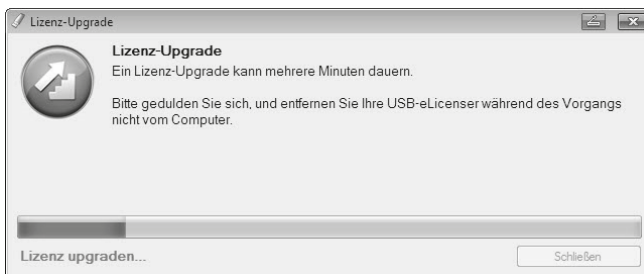 Lizenz-Upgrade
Lizenz-Upgrade
Ein Lizenz-Upgrade kann mehrere Minuten dauern.
Bitte gedulden Sie sich, und entfernen Sie Ihre USB-eLicenser während des Vorgangs
nicht vom Computer.
Lizenz upgraden...
Schließen